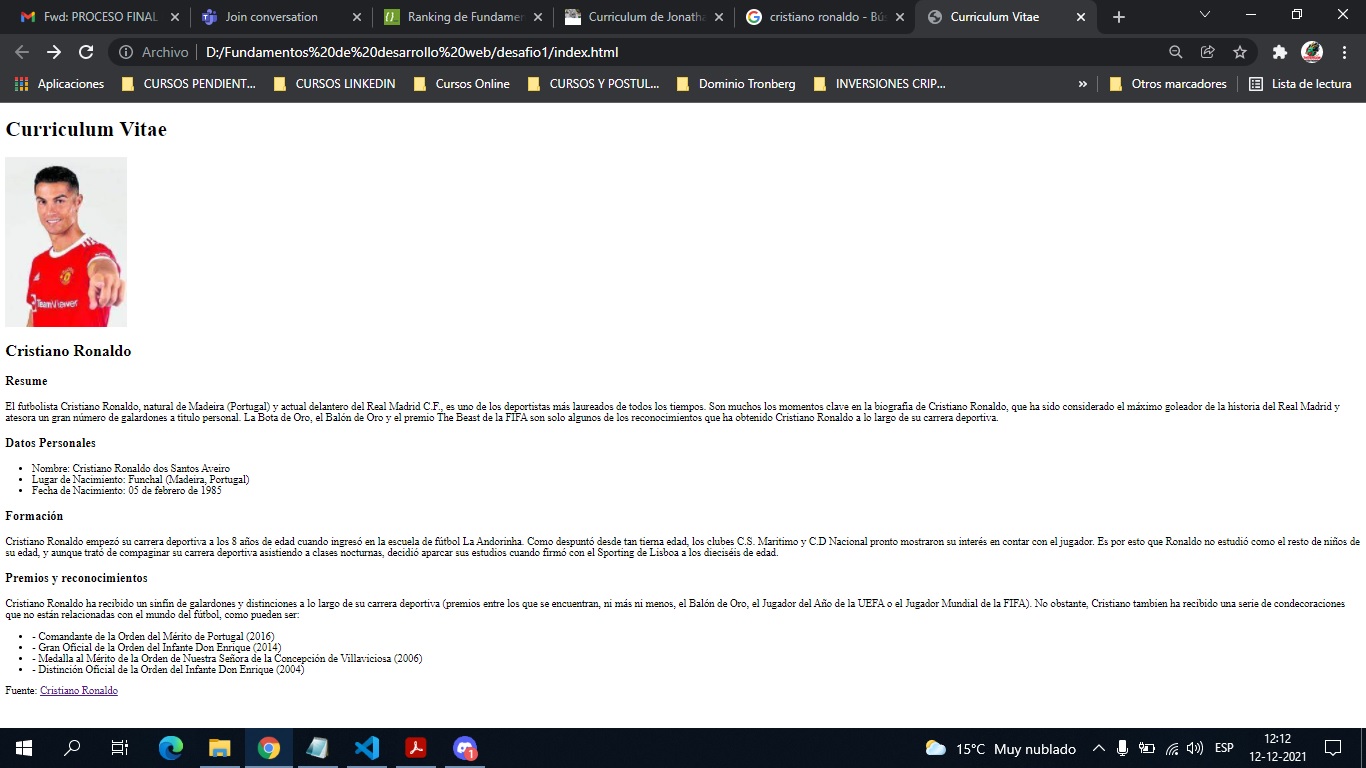 Fwd: PROCESO FINAL
Join conversation
Ranking de Fundamen
Curriculum de Jonatha
cristiano ronaldo - Bús
Curriculum Vitae
Archivo
D:/Fundamentos%20de%20desarrollo%20web/desafio1/index.html
Aplicaciones
CURSOS PENDIENT...
CURSOS LINKEDIN
Cursos Online
CURSOS Y POSTUL...
Dominio Tronberg
INVERSIONES CRIP...
»
Otros marcadores
Lista de lectura
Curriculum Vitae
TeamViewer
Cristiano Ronaldo
Resume
El futbolista Cristiano Ronaldo, natural de Madeira (Portugal) y actual delantero del Real Madrid C.F., es uno de los deportistas más laureados de todos los tiempos. Son muchos los momentos clave en la biografía de Cristiano Ronaldo, que ha sido considerado el máximo goleador de la historia del Real Madrid y
atesora un gran número de galardones a título personal. La Bota de Oro, el Balón de Oro y el premio The Beast de la FIFA son solo algunos de los reconocimientos que ha obtenido Cristiano Ronaldo a lo largo de su carrera deportiva.
Datos Personales
• Nombre: Cristiano Ronaldo dos Santos Aveiro
• Lugar de Nacimiento: Funchal (Madeira, Portugal)
• Fecha de Nacimiento: 05 de febrero de 1985
Formación
Cristiano Ronaldo empezó su carrera deportiva a los 8 años de edad cuando ingresó en la escuela de fútbol La Andorinha. Como despuntó desde tan tierna edad, los clubes C.S. Maritimo y C.D Nacional pronto mostraron su interés en contar con el jugador. Es por esto que Ronaldo no estudió como el resto de niños de
su edad, y aunque trató de compaginar su carrera deportiva asistiendo a clases nocturnas, decidió aparcar sus estudios cuando firmó con el Sporting de Lisboa a los dieciséis de edad.
Premios y reconocimientos
Cristiano Ronaldo ha recibido un sinfín de galardones y distinciones a lo largo de su carrera deportiva (premios entre los que se encuentran, ni más ni menos, el Balón de Oro, el Jugador del Año de la UEFA o el Jugador Mundial de la FIFA). No obstante, Cristiano tambien ha recibido una serie de condecoraciones
que no están relacionadas con el mundo del fútbol, como pueden ser:
• - Comandante de la Orden del Mérito de Portugal (2016)
• - Gran Oficial de la Orden del Infante Don Enrique (2014)
• - Medalla al Mérito de la Orden de Nuestra Señora de la Concepción de Villaviciosa (2006)
• - Distinción Oficial de la Orden del Infante Don Enrique (2004)
Fuente: Cristiano Ronaldo
1
15°C Muy nublado
ESP
12:12
12-12-2021